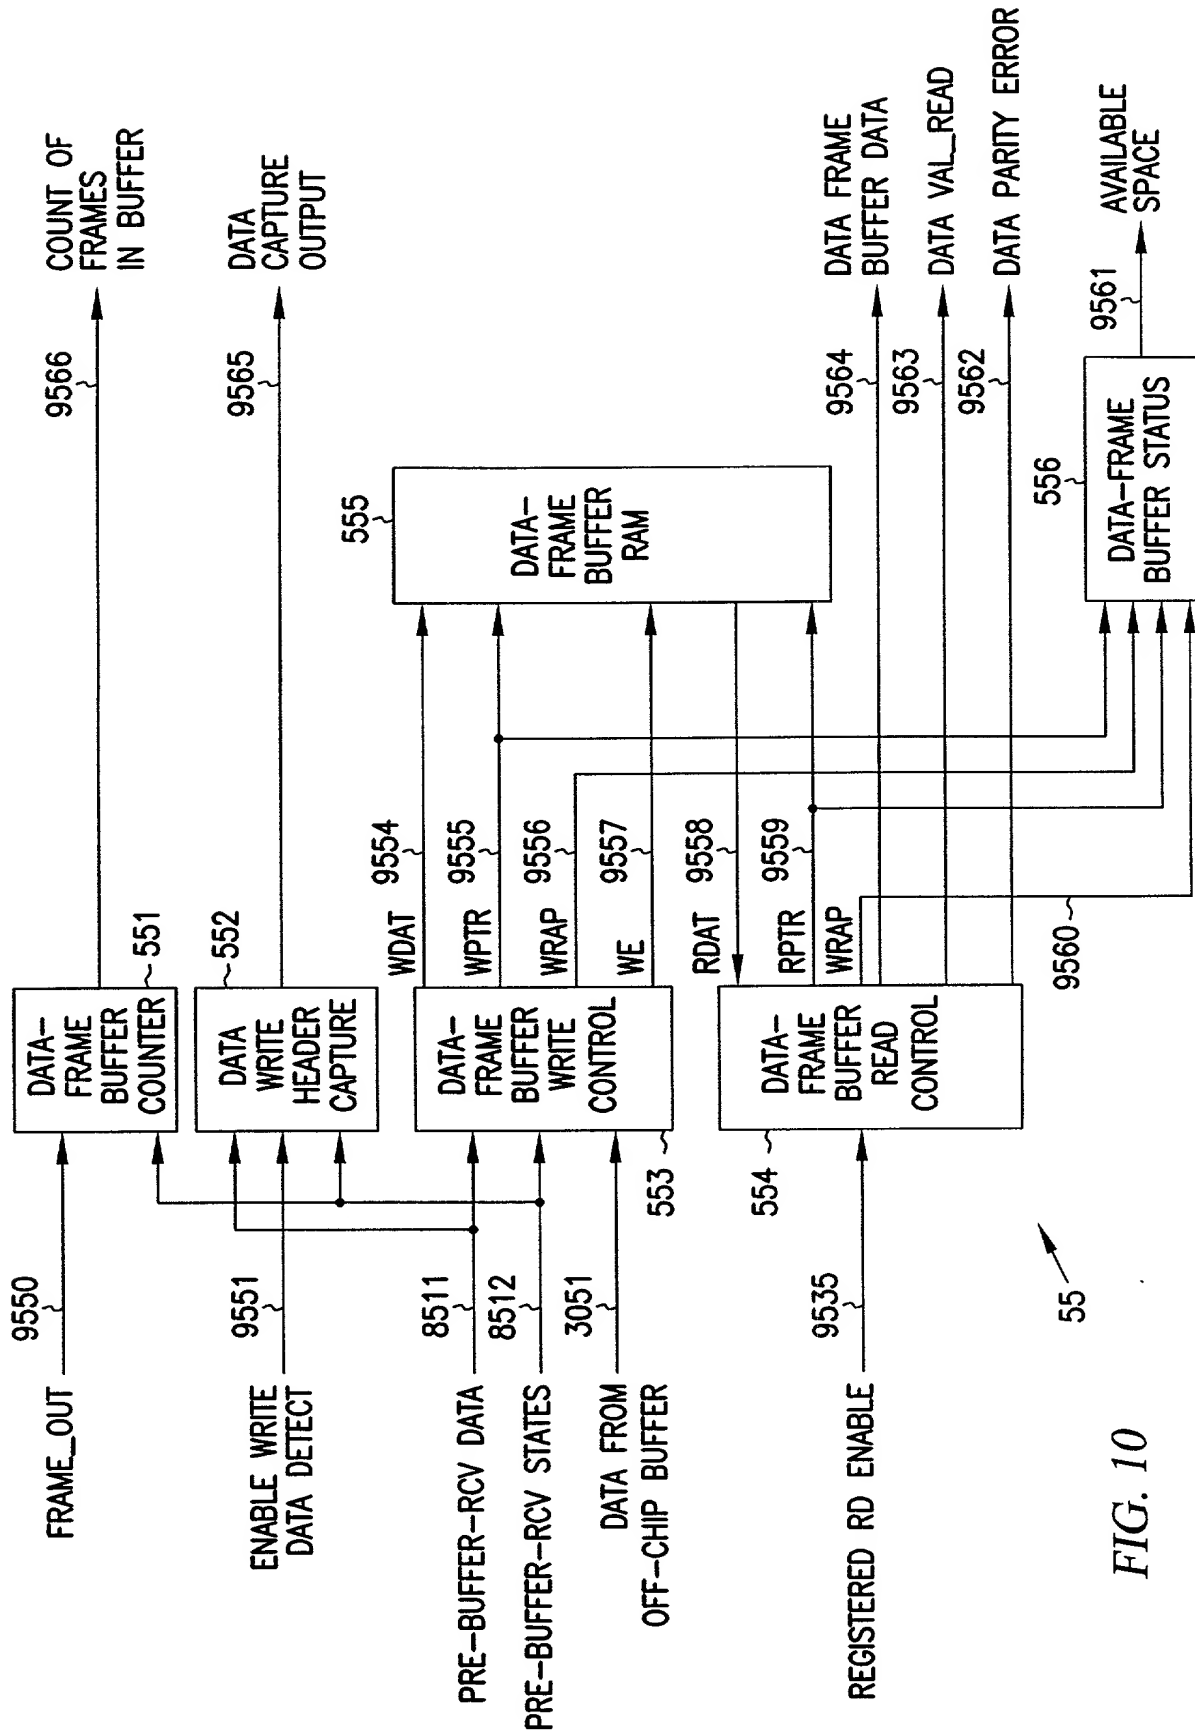 FRAME_OUT
9550
DATA-
FRAME
BUFFER
COUNTER
551
9566
COUNT OF
FRAMES
IN BUFFER
ENABLE WRITE
DATA DETECT
9551
DATA
WRITE
HEADER
CAPTURE
552
9565
DATA
CAPTURE
OUTPUT
PRE-BUFFER-RCV DATA
8511
PRE-BUFFER-RCV STATES
8512
DATA FROM
OFF-CHIP BUFFER
3051
DATA-
FRAME
BUFFER
WRITE
CONTROL
553
WDAT
9554
WPTR
9555
WRAP
9556
WE
9557
555
DATA-
FRAME
BUFFER
RAM
REGISTERED RD ENABLE
9535
DATA-
FRAME
BUFFER
READ
CONTROL
554
RDAT
9558
RPTR
9559
WRAP
9560
9564
DATA FRAME
BUFFER DATA
9563
DATA VAL_READ
9562
DATA PARITY ERROR
556
DATA-FRAME
BUFFER STATUS
9561
AVAILABLE
SPACE
55
FIG. 10